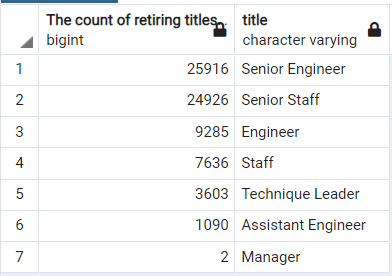 The count of retiring titles.. title
bigint character varying
1 25916 Senior Engineer
2 24926 Senior Staff
3 9285 Engineer
4 7636 Staff
5 3603 Technique Leader
6 1090 Assistant Engineer
7 2 Manager